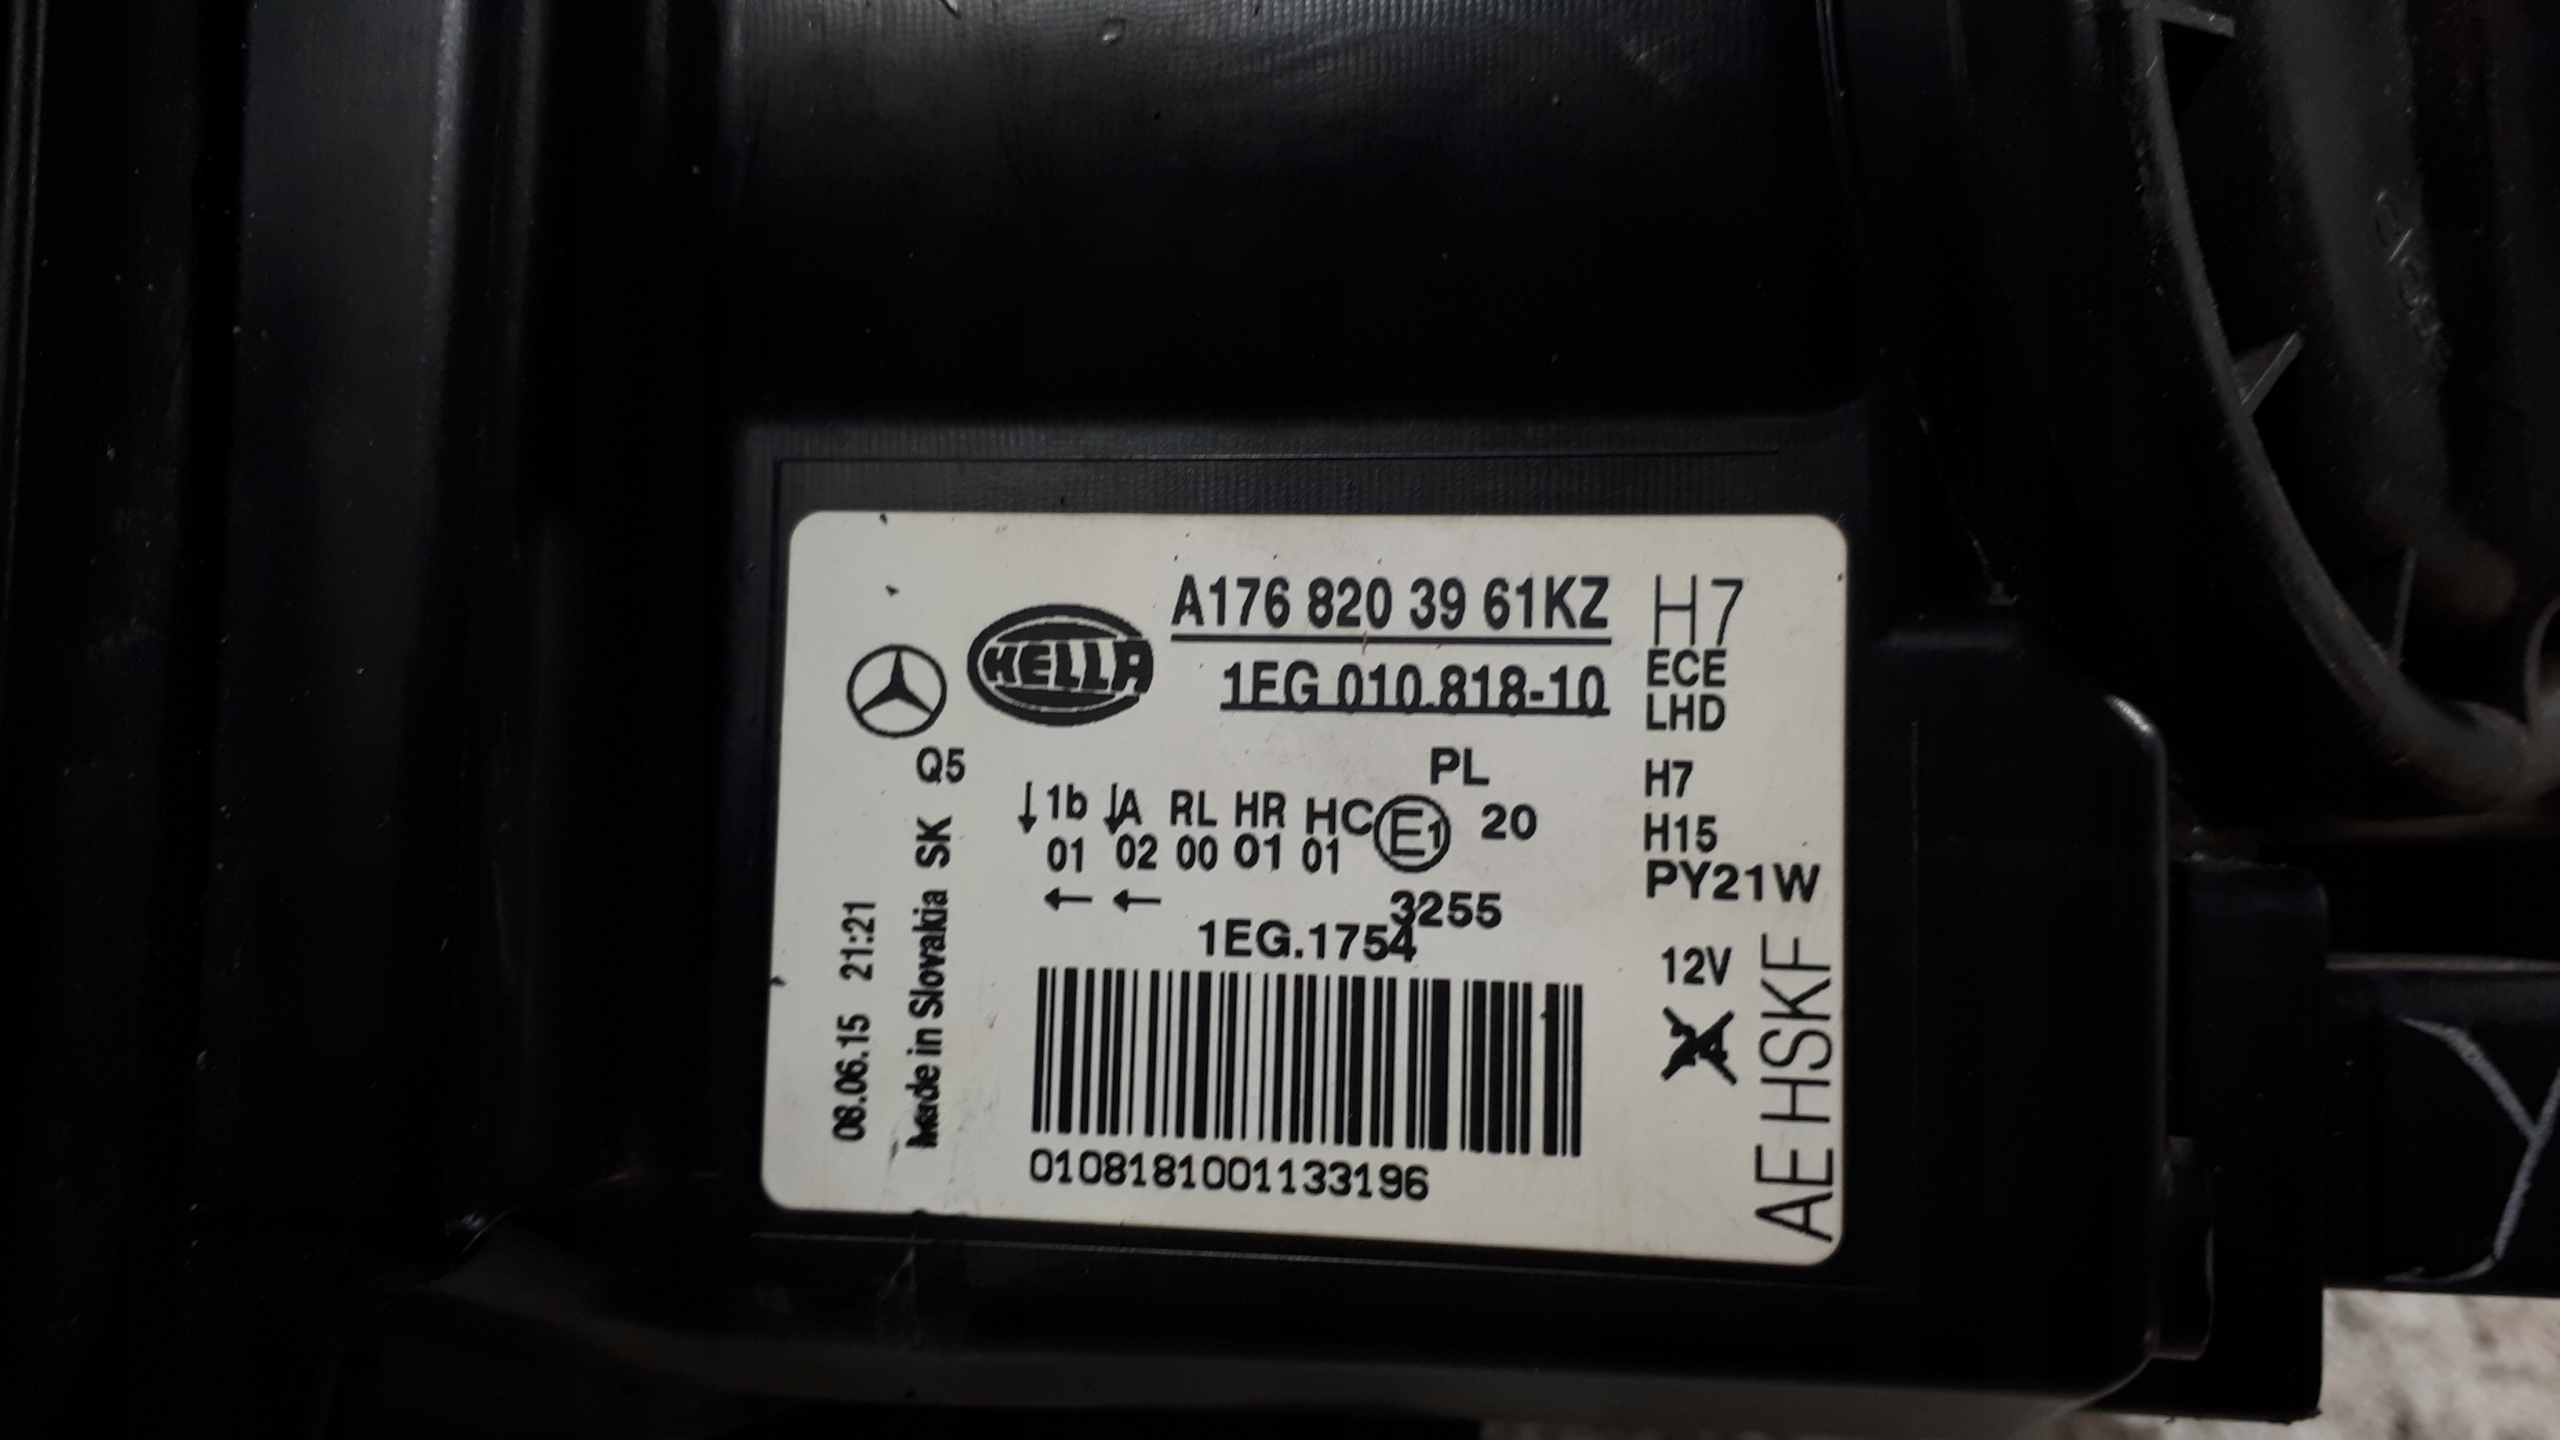 HELLA
A176 820 39 61KZ
1EG 010.818-10
H7
ECE
LHD
Q5
PL
↓ 1b ↓A RL HR HC E1 20
01 02 00 01 01
← ←
3255
1EG.1754
H7
H15
PY21W
12V
AEHSKF
08.06.15 21:21
Made in Slovakia SK
0108181001133196